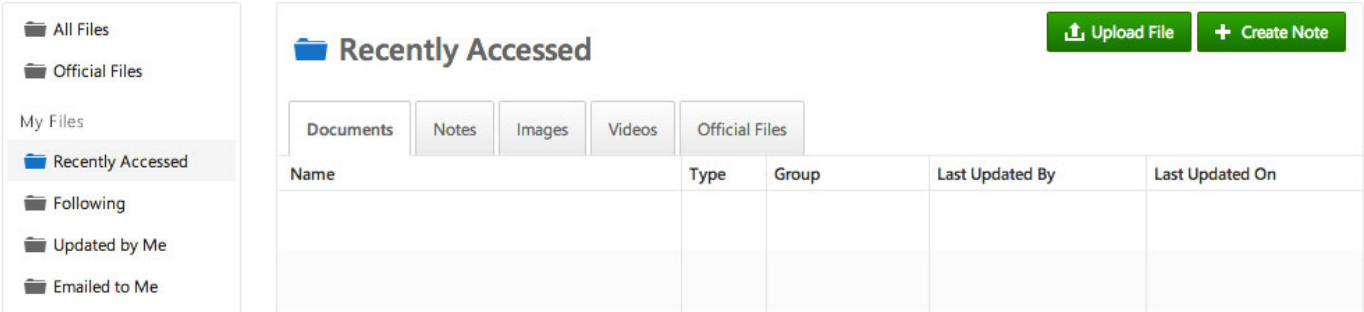 All Files
Official Files
My Files
Recently Accessed
Following
Updated by Me
Emailed to Me
Recently Accessed
Upload File
Create Note
Documents Notes Images Videos Official Files
Name Type Group Last Updated By Last Updated On